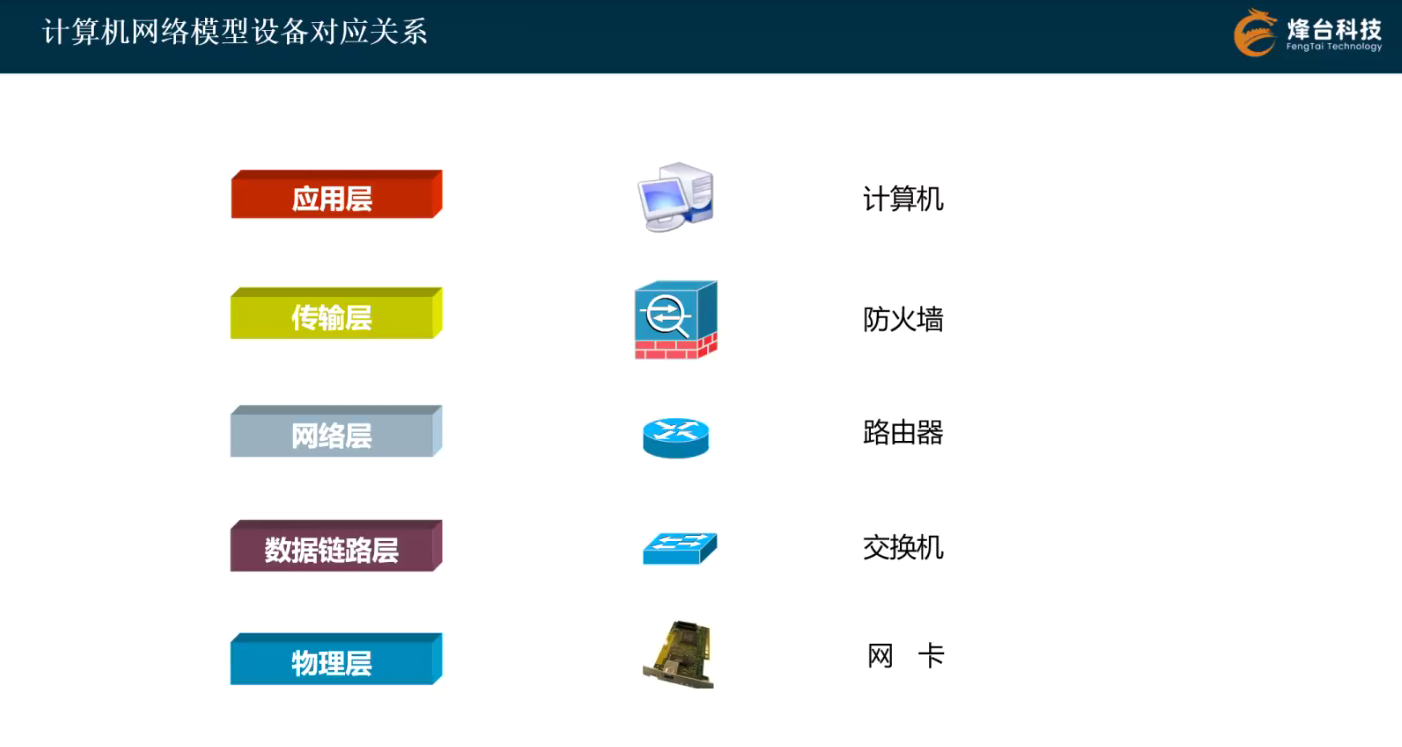 计算机网络模型设备对应关系
烽台科技
FengTai Technology
应用层
计算机
传输层
防火墙
网络层
路由器
数据链路层
交换机
物理层
网 卡